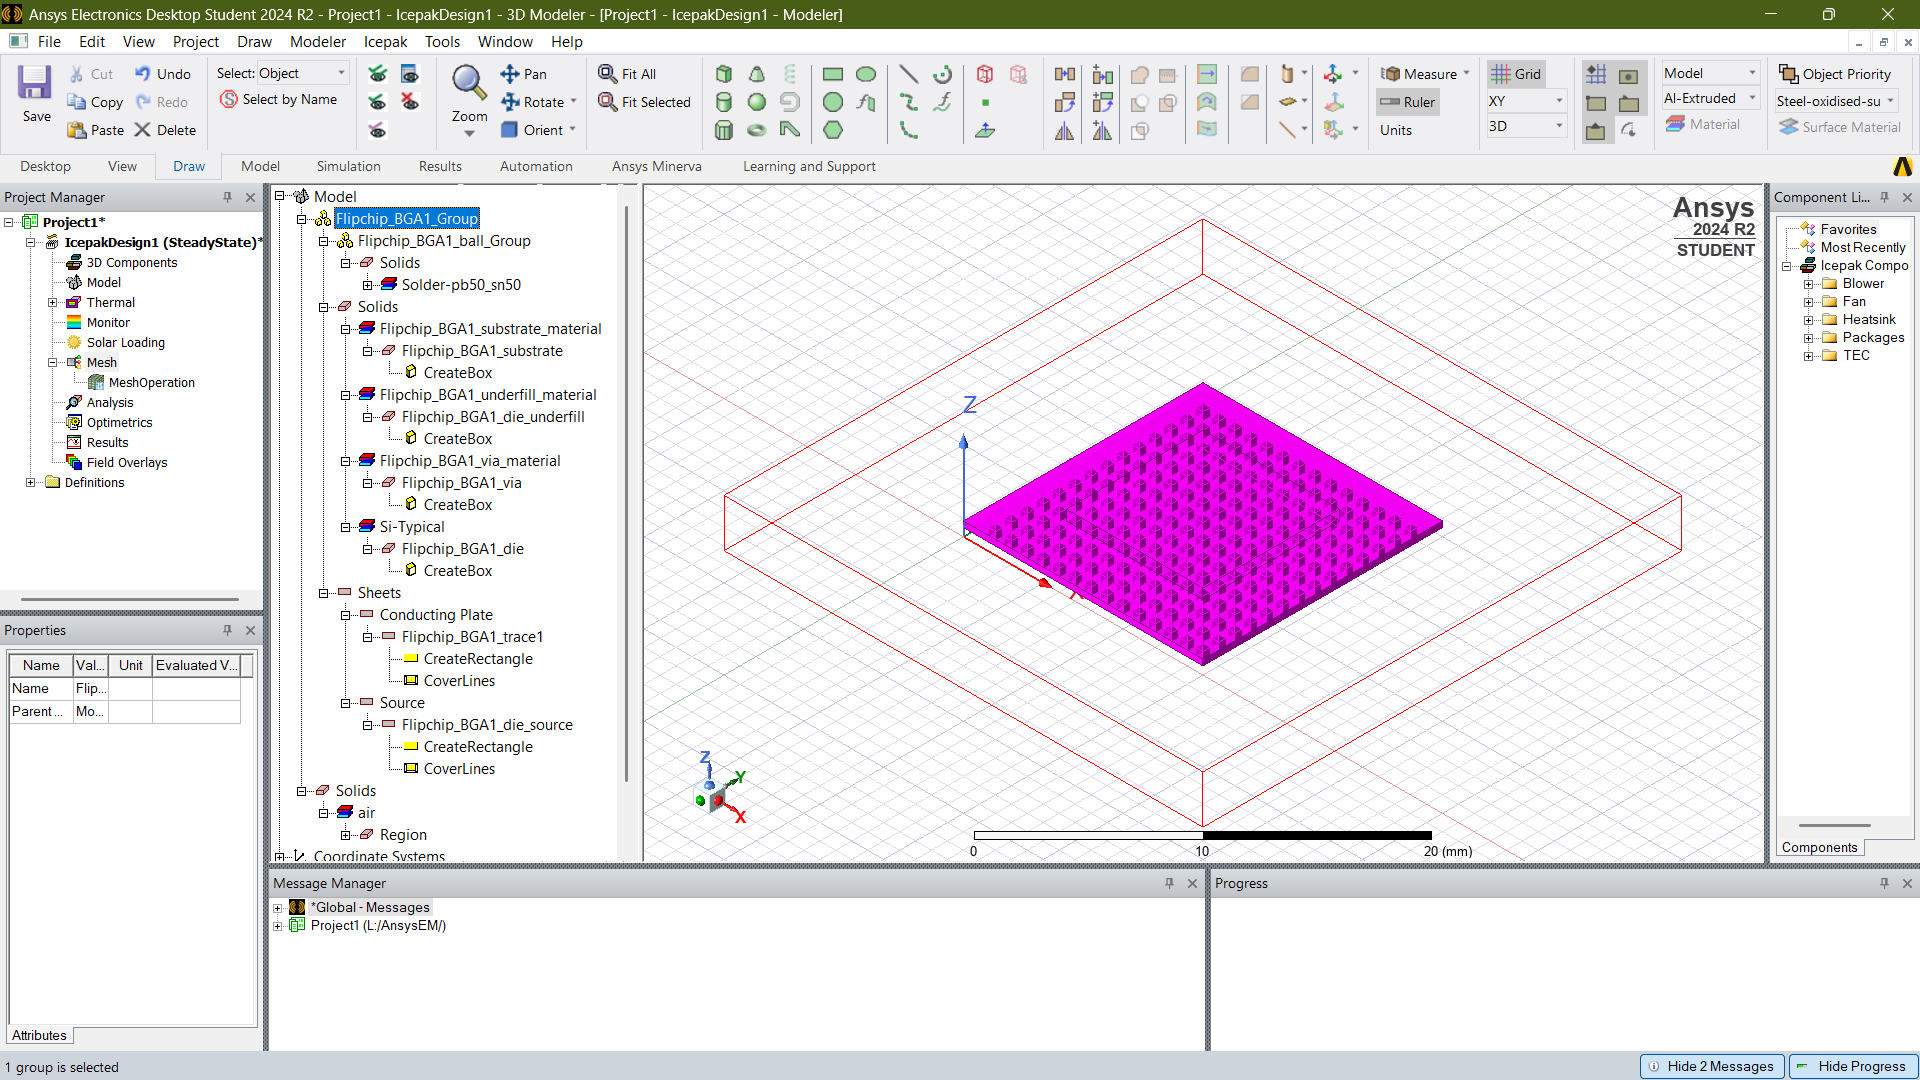 Ansys Electronics Desktop Student 2024 R2 - Project1 - IcepakDesign1 - 3D Modeler - [Project1 - IcepakDesign1 - Modeler]
File Edit View Project Draw Modeler Icepak Tools Window Help
Save
Cut
Copy
Paste
Undo
Redo
Delete
Select: Object
Select by Name
Zoom
Pan
Rotate
Orient
Fit All
Fit Selected
Measure
Ruler
Units
Grid
XY
3D
Model
Al-Extruded
Material
Object Priority
Steel-oxidised-su
Surface Material
Desktop View Draw Model Simulation Results Automation Ansys Minerva Learning and Support
Project Manager
Project1*
IcepakDesign1 (SteadyState)*
3D Components
Model
Thermal
Monitor
Solar Loading
Mesh
MeshOperation
Analysis
Optimetrics
Results
Field Overlays
Definitions
Properties
Name Val... Unit Evaluated V...
Name Flip...
Parent ... Mo...
Attributes
Model
Flipchip_BGA1_Group
Flipchip_BGA1_ball_Group
Solids
Solder-pb50_sn50
Solids
Flipchip_BGA1_substrate_material
Flipchip_BGA1_substrate
CreateBox
Flipchip_BGA1_underfill_material
Flipchip_BGA1_die_underfill
CreateBox
Flipchip_BGA1_via_material
Flipchip_BGA1_via
CreateBox
Si-Typical
Flipchip_BGA1_die
CreateBox
Sheets
Conducting Plate
Flipchip_BGA1_trace1
CreateRectangle
CoverLines
Source
Flipchip_BGA1_die_source
CreateRectangle
CoverLines
Solids
air
Region
Coordinate Systems
Ansys
2024 R2
STUDENT
Z
X
Z
Y
X
0 10 20 (mm)
Component Li...
Favorites
Most Recently
Icepak Compo
Blower
Fan
Heatsink
Packages
TEC
Components
Message Manager
*Global - Messages
Project1 (L:/AnsysEM/)
Progress
1 group is selected
Hide 2 Messages
Hide Progress